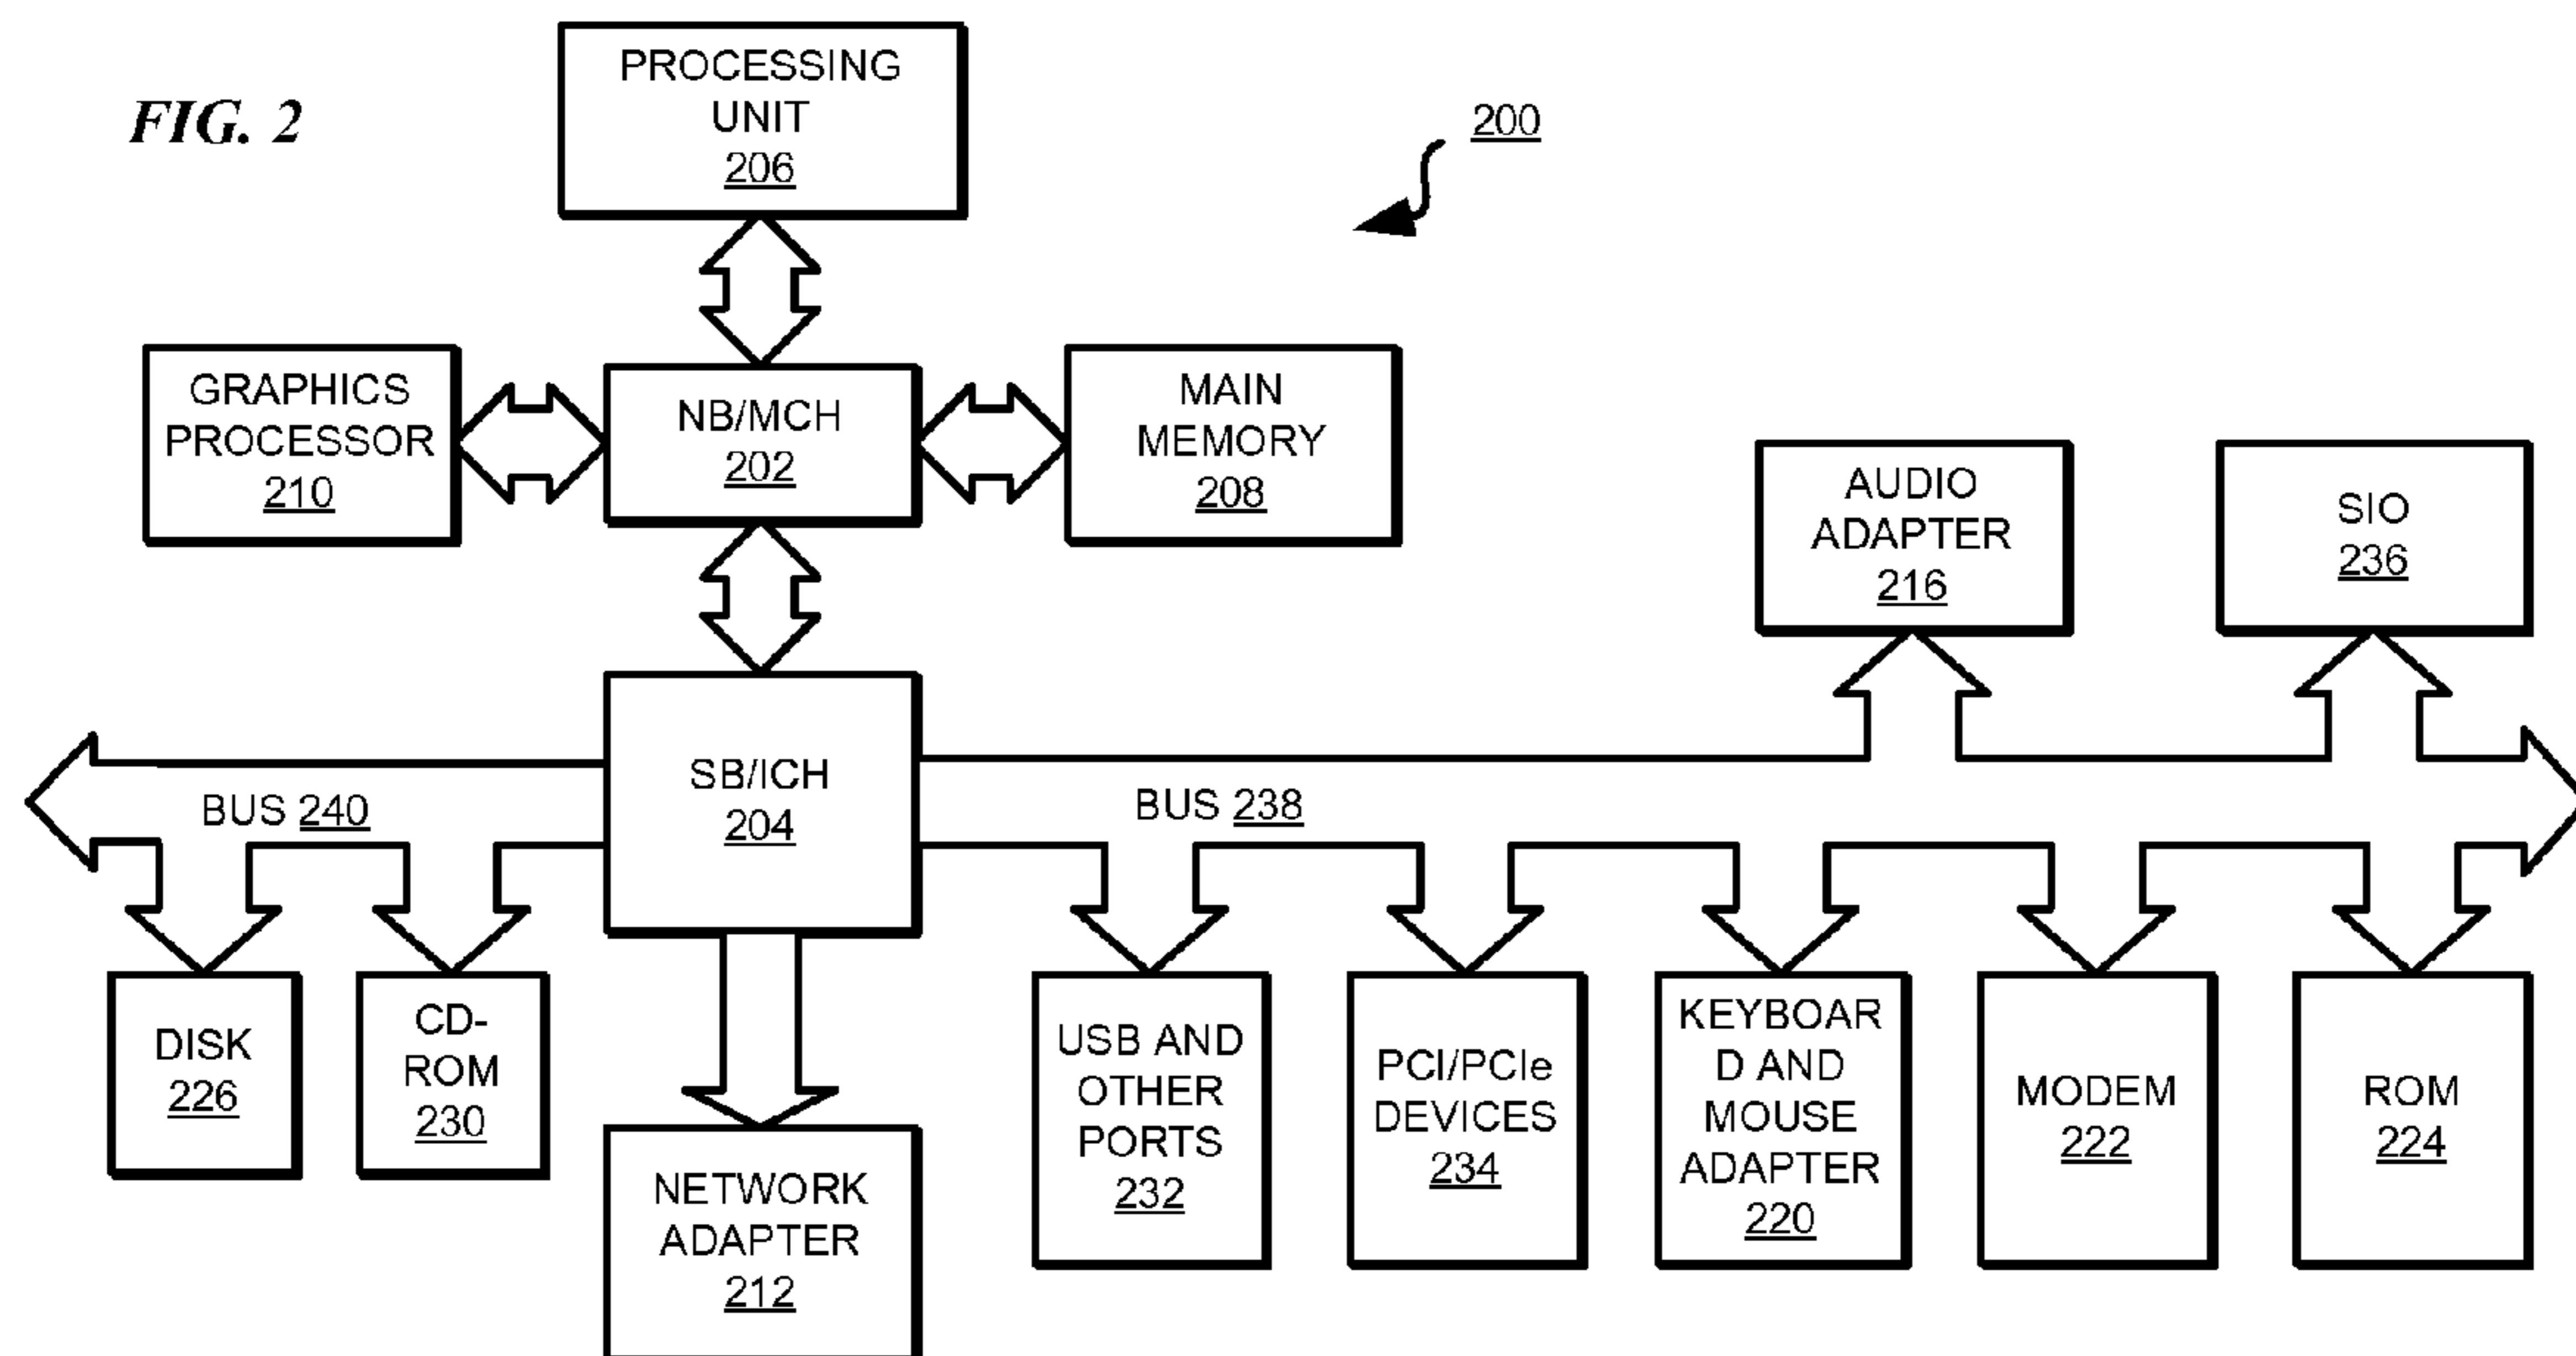 FIG. 2
PROCESSING
UNIT
206
200
GRAPHICS
PROCESSOR
210
NB/MCH
202
MAIN
MEMORY
208
AUDIO
ADAPTER
216
SIO
236
SB/ICH
204
BUS 240
BUS 238
DISK
226
CD-
ROM
230
NETWORK
ADAPTER
212
USB AND
OTHER
PORTS
232
PCI/PCIe
DEVICES
234
KEYBOAR
D AND
MOUSE
ADAPTER
220
MODEM
222
ROM
224